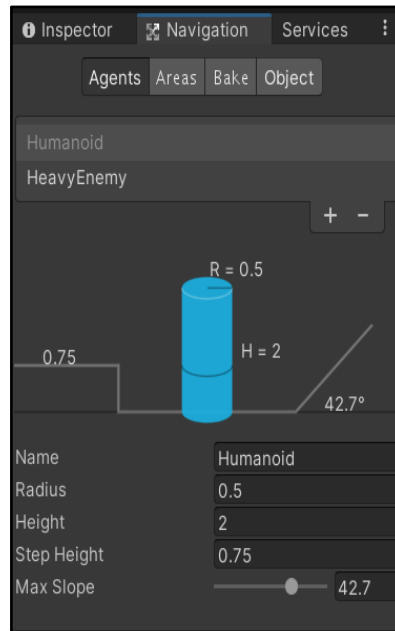 Inspector Navigation Services
Agents Areas Bake Object
Humanoid
HeavyEnemy
+ -
R = 0.5
0.75
H = 2
42.7°
Name Humanoid
Radius 0.5
Height 2
Step Height 0.75
Max Slope 42.7